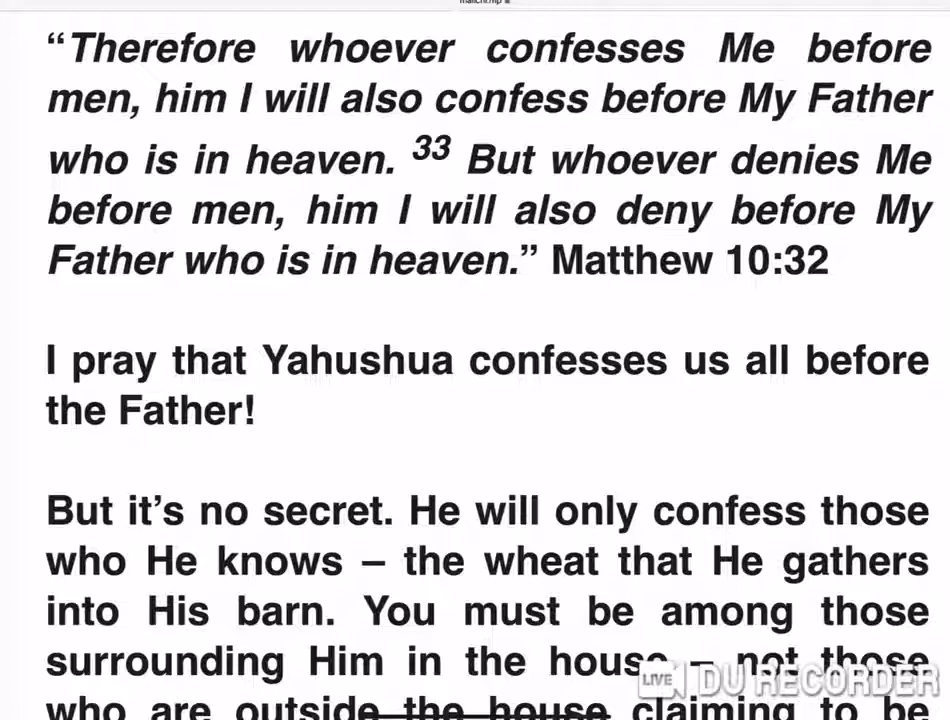 “Therefore whoever confesses Me before
men, him I will also confess before My Father
who is in heaven. 33 But whoever denies Me
before men, him I will also deny before My
Father who is in heaven.” Matthew 10:32
I pray that Yahushua confesses us all before
the Father!
But it’s no secret. He will only confess those
who He knows – the wheat that He gathers
into His barn. You must be among those
surrounding Him in the house – not those
who are outside the house claiming to be
LIVE DU RECORDER